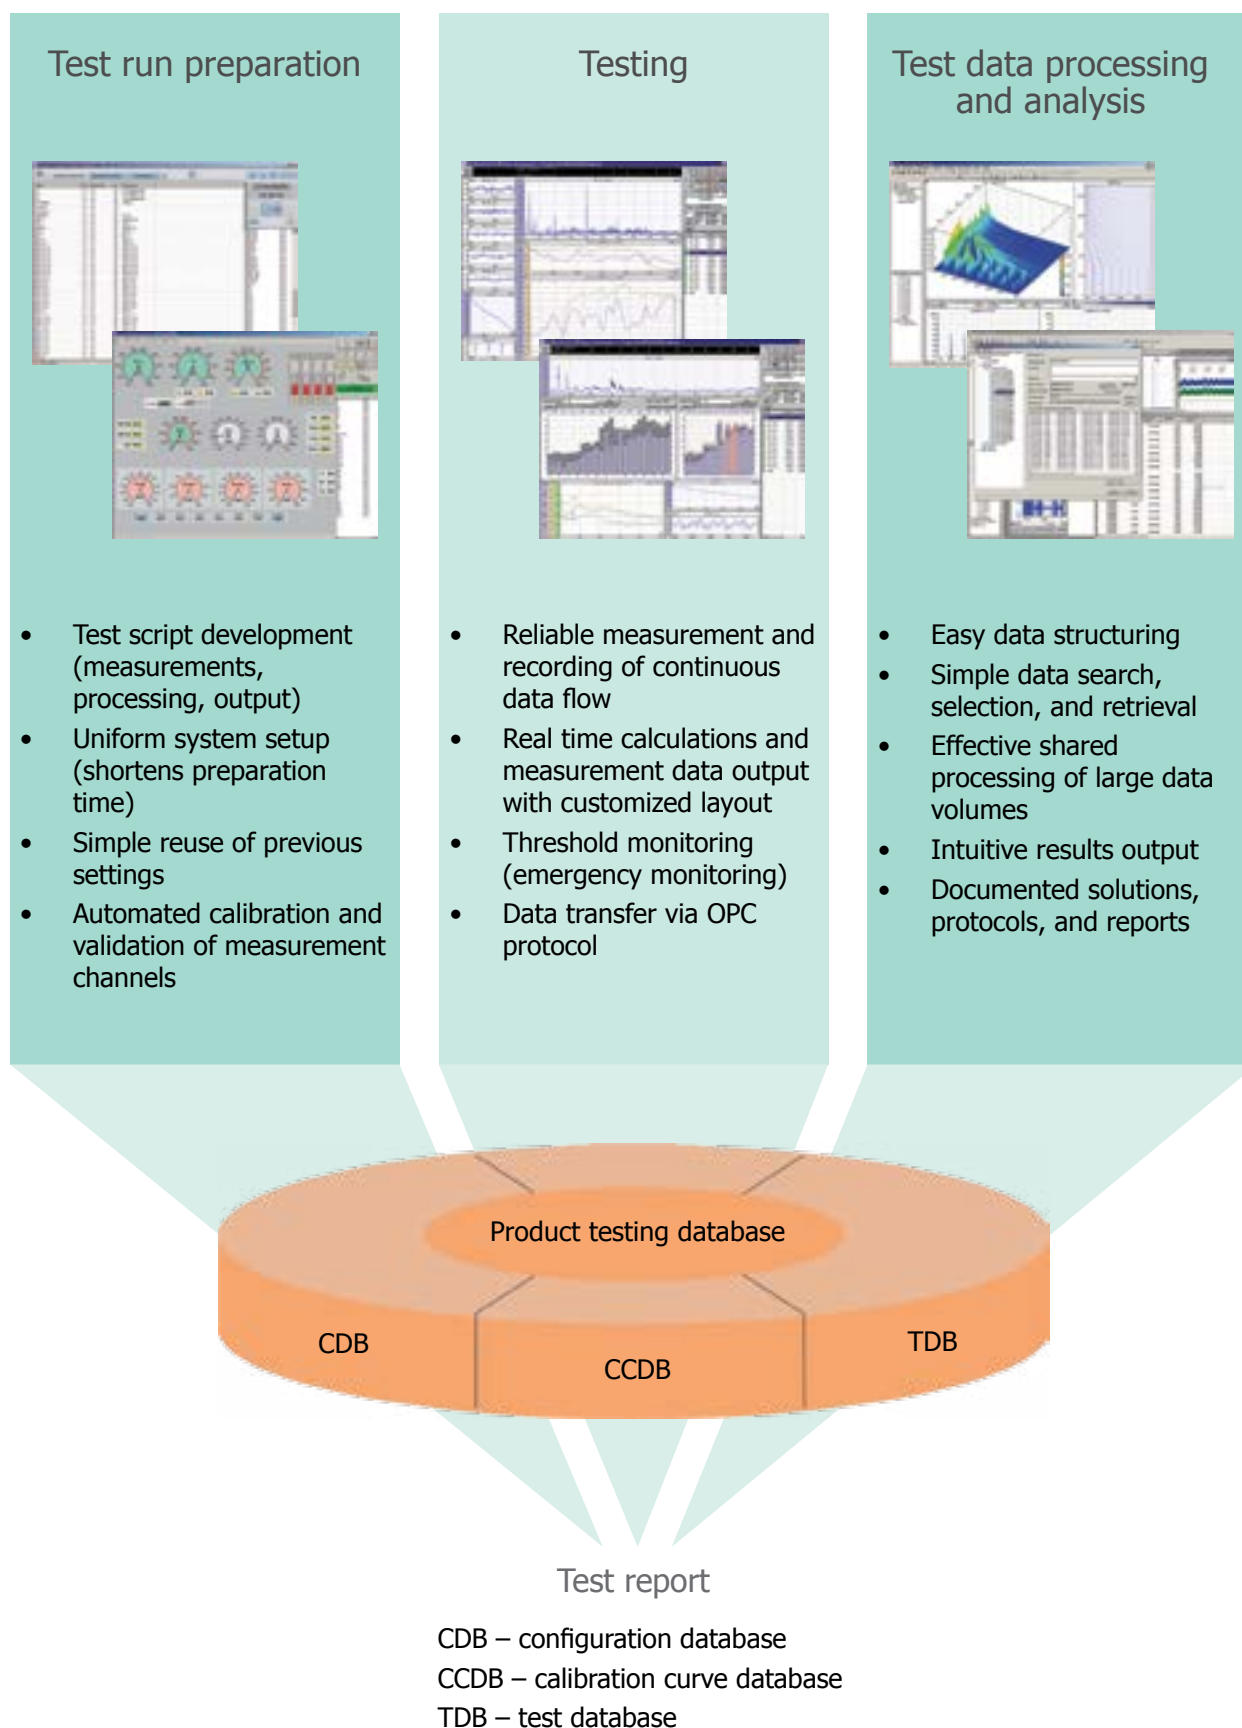 Test run preparation
• Test script development
(measurements,
processing, output)
• Uniform system setup
(shortens preparation
time)
• Simple reuse of previous
settings
• Automated calibration and
validation of measurement
channels
Testing
• Reliable measurement and
recording of continuous
data flow
• Real time calculations and
measurement data output
with customized layout
• Threshold monitoring
(emergency monitoring)
• Data transfer via OPC
protocol
Test data processing
and analysis
• Easy data structuring
• Simple data search,
selection, and retrieval
• Effective shared
processing of large data
volumes
• Intuitive results output
• Documented solutions,
protocols, and reports
Product testing database
CDB
CCDB
TDB
Test report
CDB – configuration database
CCDB – calibration curve database
TDB – test database